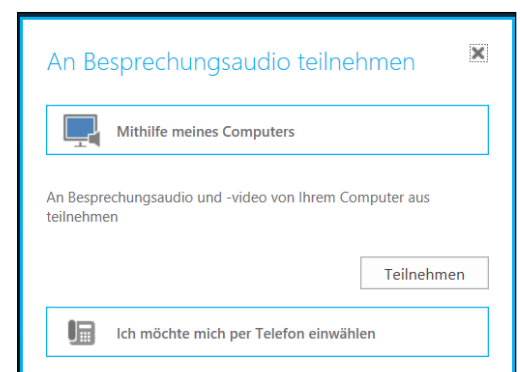 An Besprechungsaudio teilnehmen
Mithilfe meines Computers
An Besprechungsaudio und -video von Ihrem Computer aus
teilnehmen
Teilnehmen
Ich möchte mich per Telefon einwählen